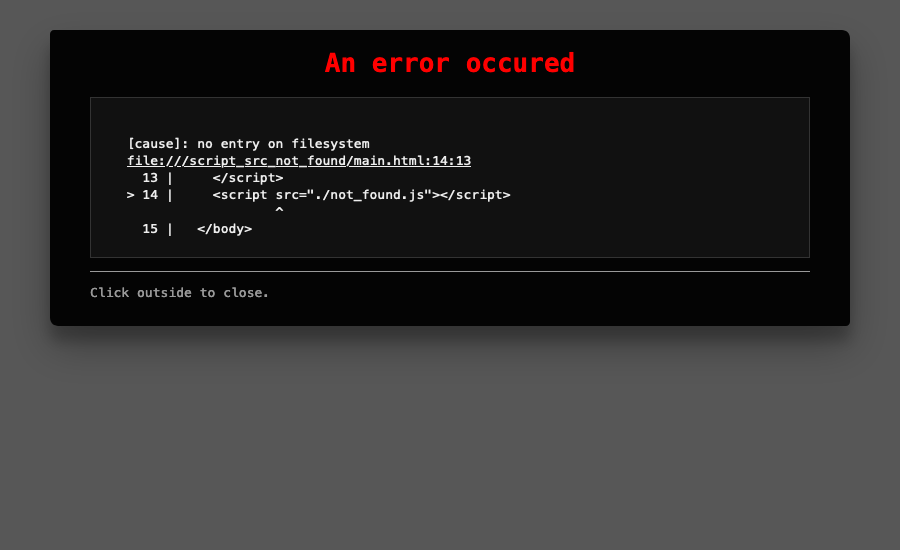 An error occured
[cause]: no entry on filesystem
file:///script_src_not_found/main.html:14:13
  13 |     </script>
> 14 |     <script src="./not_found.js"></script>
                   ^
  15 |   </body>
Click outside to close.